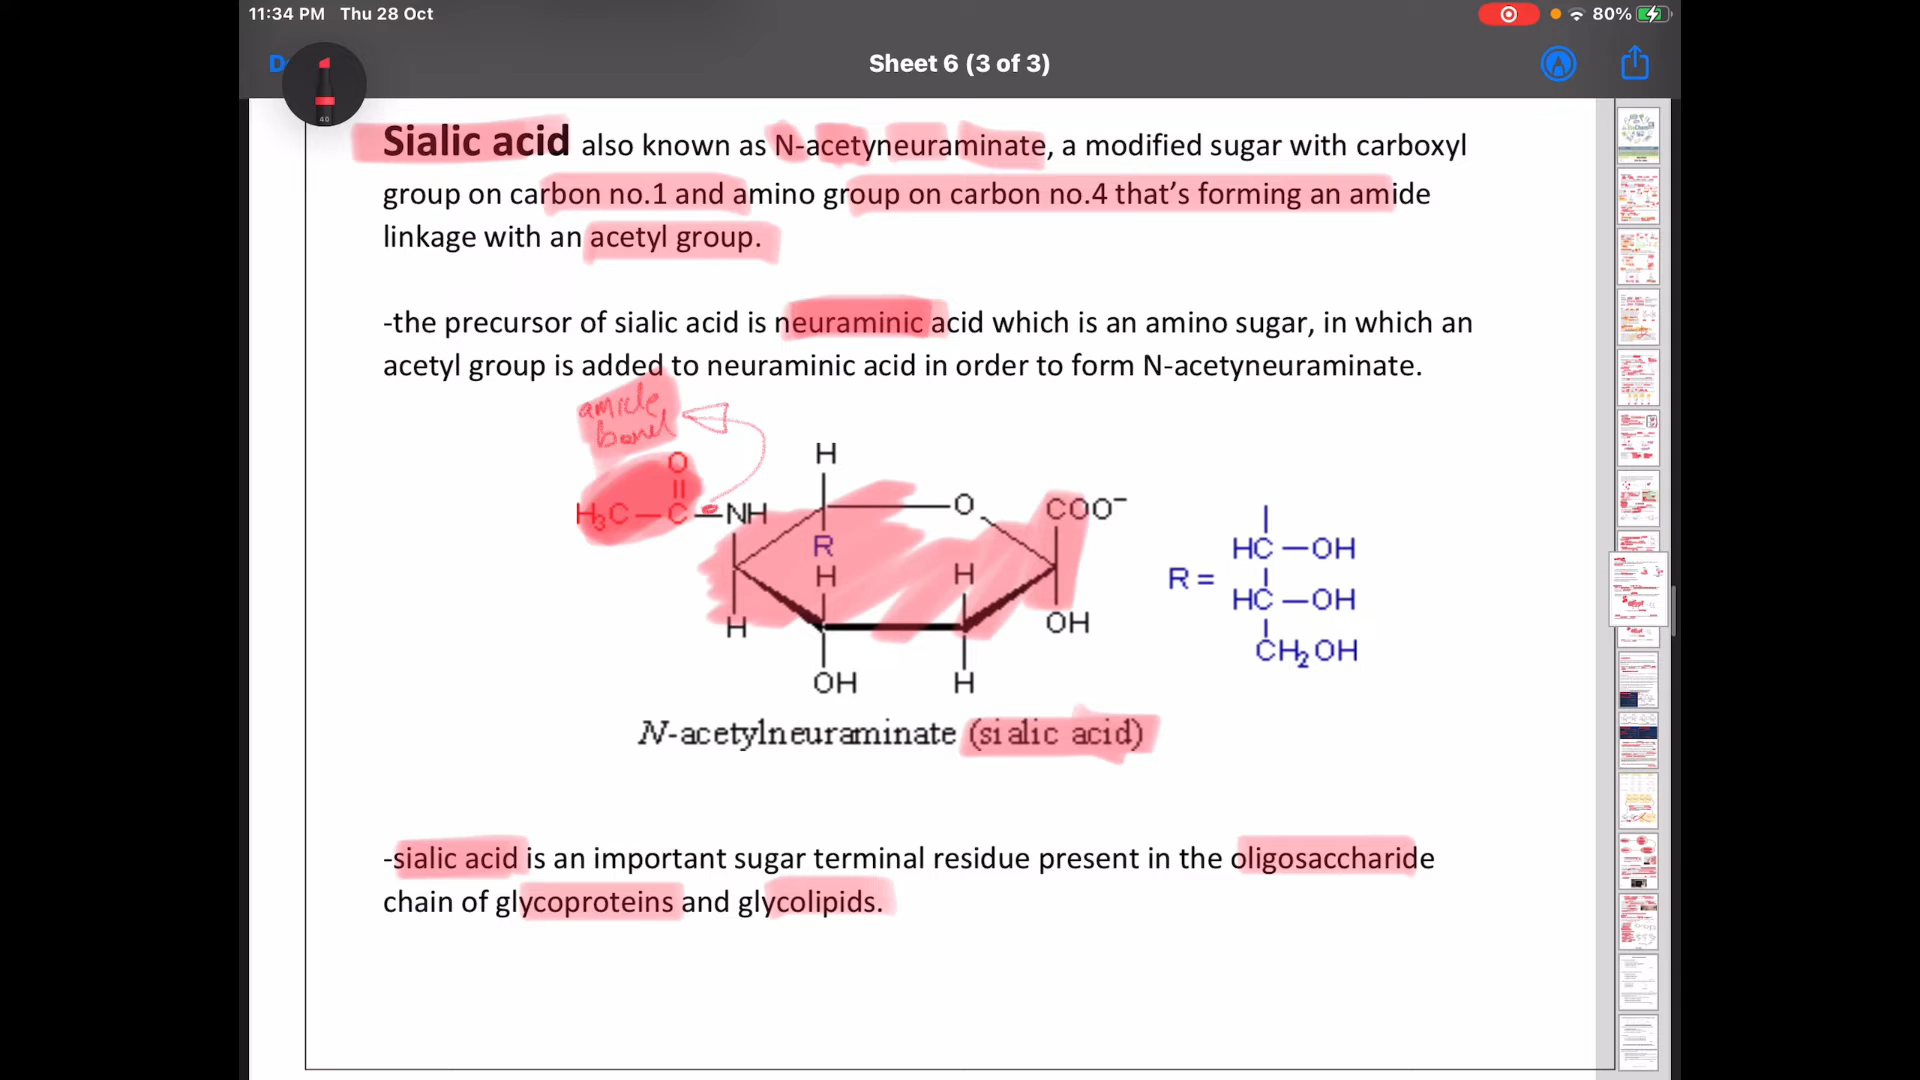 11:34 PM Thu 28 Oct
80%
Sheet 6 (3 of 3)
40
Sialic acid also known as N-acetyneuraminate, a modified sugar with carboxyl
group on carbon no.1 and amino group on carbon no.4 that’s forming an amide
linkage with an acetyl group.
-the precursor of sialic acid is neuraminic acid which is an amino sugar, in which an
acetyl group is added to neuraminic acid in order to form N-acetyneuraminate.
amide
bond
H
O
H₃C — C — NH
O
COO⁻
R
H
H
H
OH
OH
H
HC — OH
R =
HC — OH
CH₂OH
N-acetylneuraminate (sialic acid)
-sialic acid is an important sugar terminal residue present in the oligosaccharide
chain of glycoproteins and glycolipids.